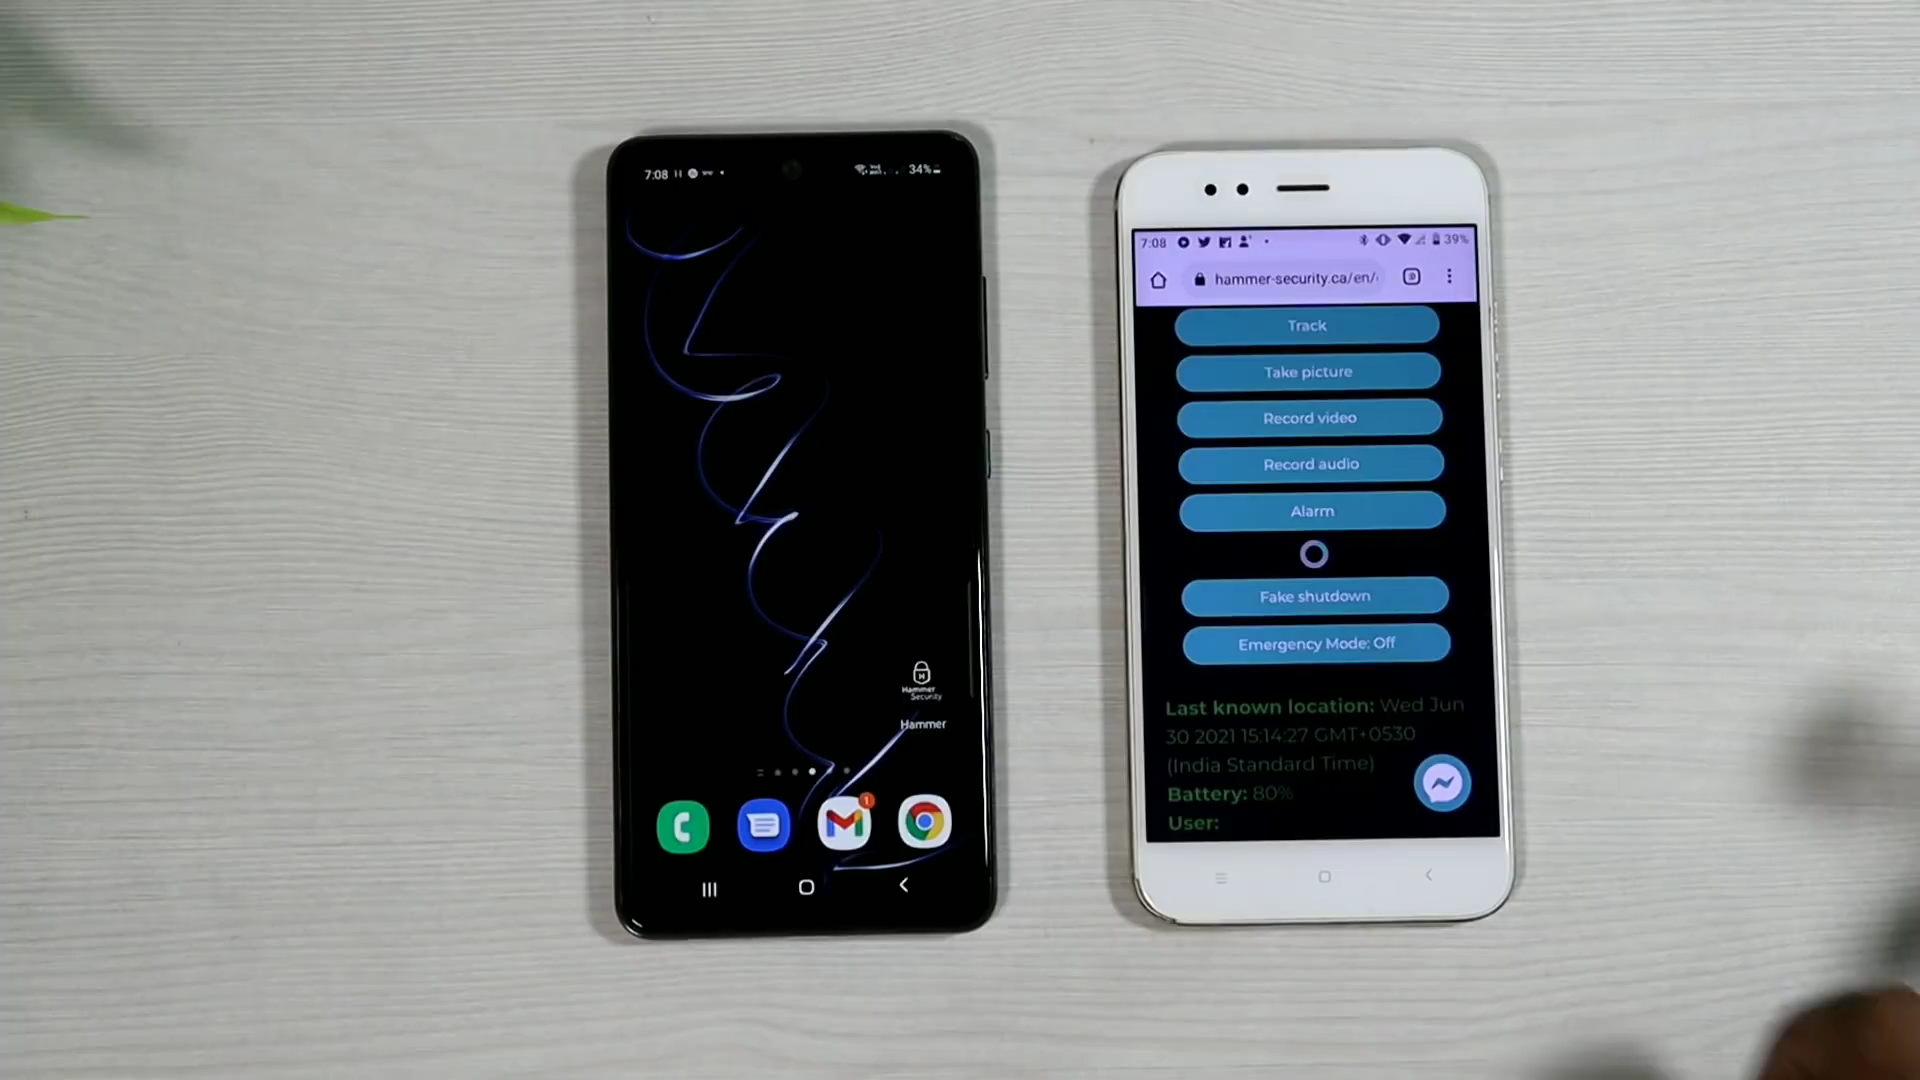 7:08
34%
Hammer
Security
Hammer
7:08
39%
hammer-security.ca/en/
Track
Take picture
Record video
Record audio
Alarm
Fake shutdown
Emergency Mode: Off
Last known location: Wed Jun
30 2021 15:14:27 GMT+0530
(India Standard Time)
Battery: 80%
User: